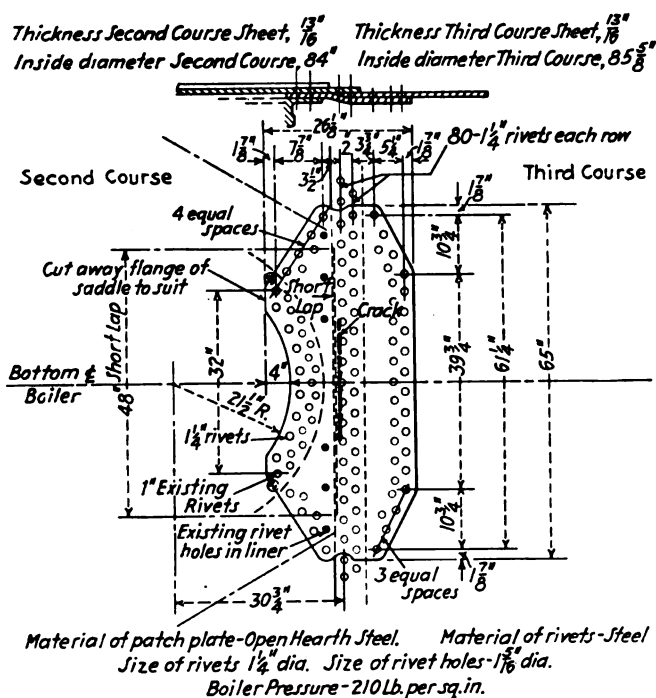 Thickness Second Course Sheet, 13/16"
Inside diameter Second Course, 84"
Thickness Third Course Sheet, 13/16"
Inside diameter Third Course, 85 5/8
26 1/8"
1 7/8"
7 7/8"
3 1/2"
2"
3 3/4"
5 1/4"
1 7/8"
80-1 1/4" rivets each row
Second Course
Third Course
1 7/8"
4 equal
spaces
10 3/4"
Cut away flange of
saddle to suit
Short
Lap
Crack
48" Short Lap
32"
4"
39 3/4"
61 1/4"
65"
Bottom ℄
Boiler
21 1/2" R.
1 1/4" rivets
1" Existing
Rivets
10 3/4"
Existing rivet
holes in liner
3 equal
spaces
1 7/8"
30 3/4"
Material of patch plate-Open Hearth Steel. Material of rivets-Steel
Size of rivets 1 1/4" dia. Size of rivet holes-1 5/16" dia.
Boiler Pressure-210 Lb. per sq. in.